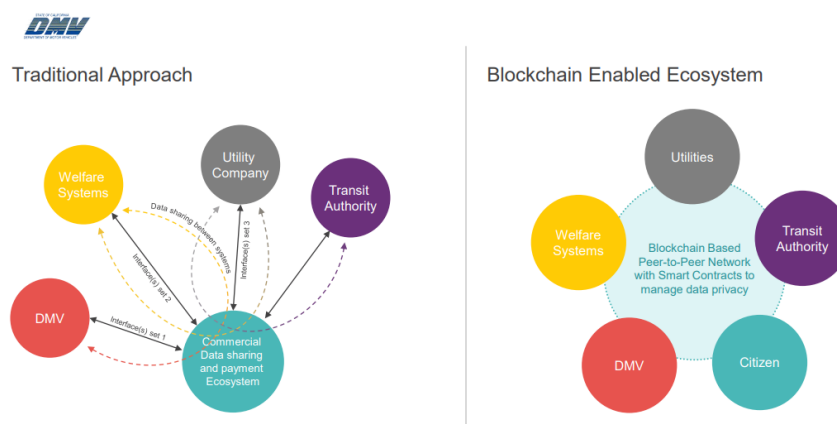 STATE OF CALIFORNIA
DMV
DEPARTMENT OF MOTOR VEHICLES
Traditional Approach
Welfare
Systems
Utility
Company
Transit
Authority
DMV
Data sharing between systems
Interface(s) set 1
Interface(s) set 2
Interface(s) set 3
Commercial
Data sharing
and payment
Ecosystem
Blockchain Enabled Ecosystem
Utilities
Welfare
Systems
Transit
Authority
Blockchain Based
Peer-to-Peer Network
with Smart Contracts to
manage data privacy
DMV
Citizen